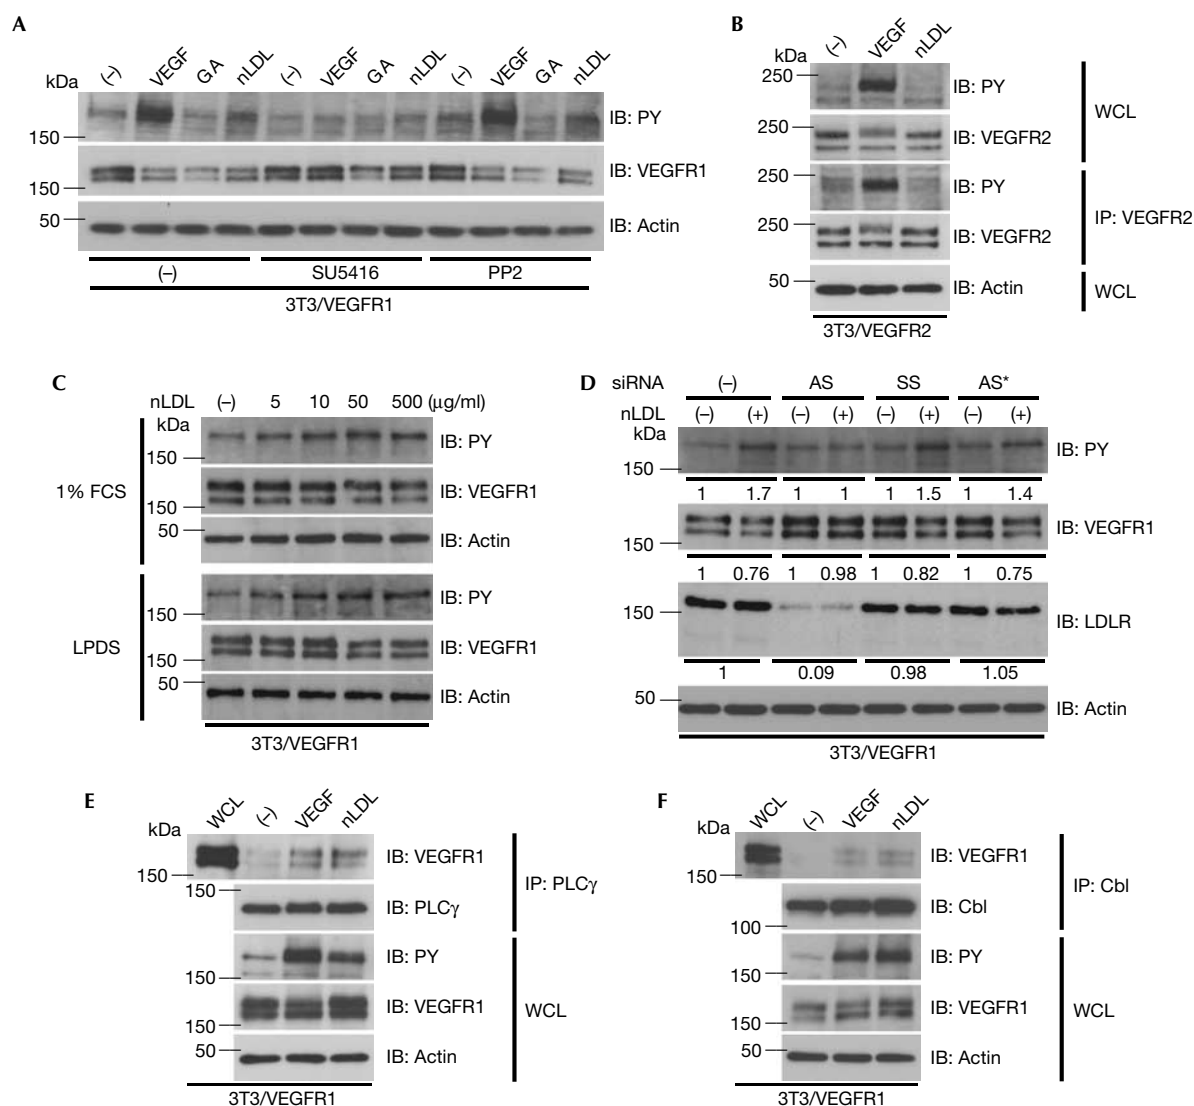 A
kDa
(–) VEGF GA nLDL (–) VEGF GA nLDL (–) VEGF GA nLDL
150 IB: PY
150 IB: VEGFR1
50 IB: Actin
(–) SU5416 PP2
3T3/VEGFR1
B
kDa (–) VEGF nLDL
250 IB: PY
250 IB: VEGFR2
WCL
250 IB: PY
250 IB: VEGFR2
IP: VEGFR2
50 IB: Actin WCL
3T3/VEGFR2
C
nLDL (–) 5 10 50 500 (μg/ml)
kDa
1% FCS
150 IB: PY
150 IB: VEGFR1
50 IB: Actin
LPDS
150 IB: PY
150 IB: VEGFR1
50 IB: Actin
3T3/VEGFR1
D siRNA (–) AS SS AS*
nLDL (–) (+) (–) (+) (–) (+) (–) (+)
kDa
150 IB: PY
1 1.7 1 1 1 1.5 1 1.4
150 IB: VEGFR1
1 0.76 1 0.98 1 0.82 1 0.75
150 IB: LDLR
1 0.09 0.98 1.05
50 IB: Actin
3T3/VEGFR1
E
kDa WCL (–) VEGF nLDL
150 IB: VEGFR1
150 IB: PLCγ
IP: PLCγ
150 IB: PY
150 IB: VEGFR1
50 IB: Actin
WCL
3T3/VEGFR1
F
kDa WCL (–) VEGF nLDL
150 IB: VEGFR1
100 IB: Cbl
IP: Cbl
150 IB: PY
150 IB: VEGFR1
50 IB: Actin
WCL
3T3/VEGFR1